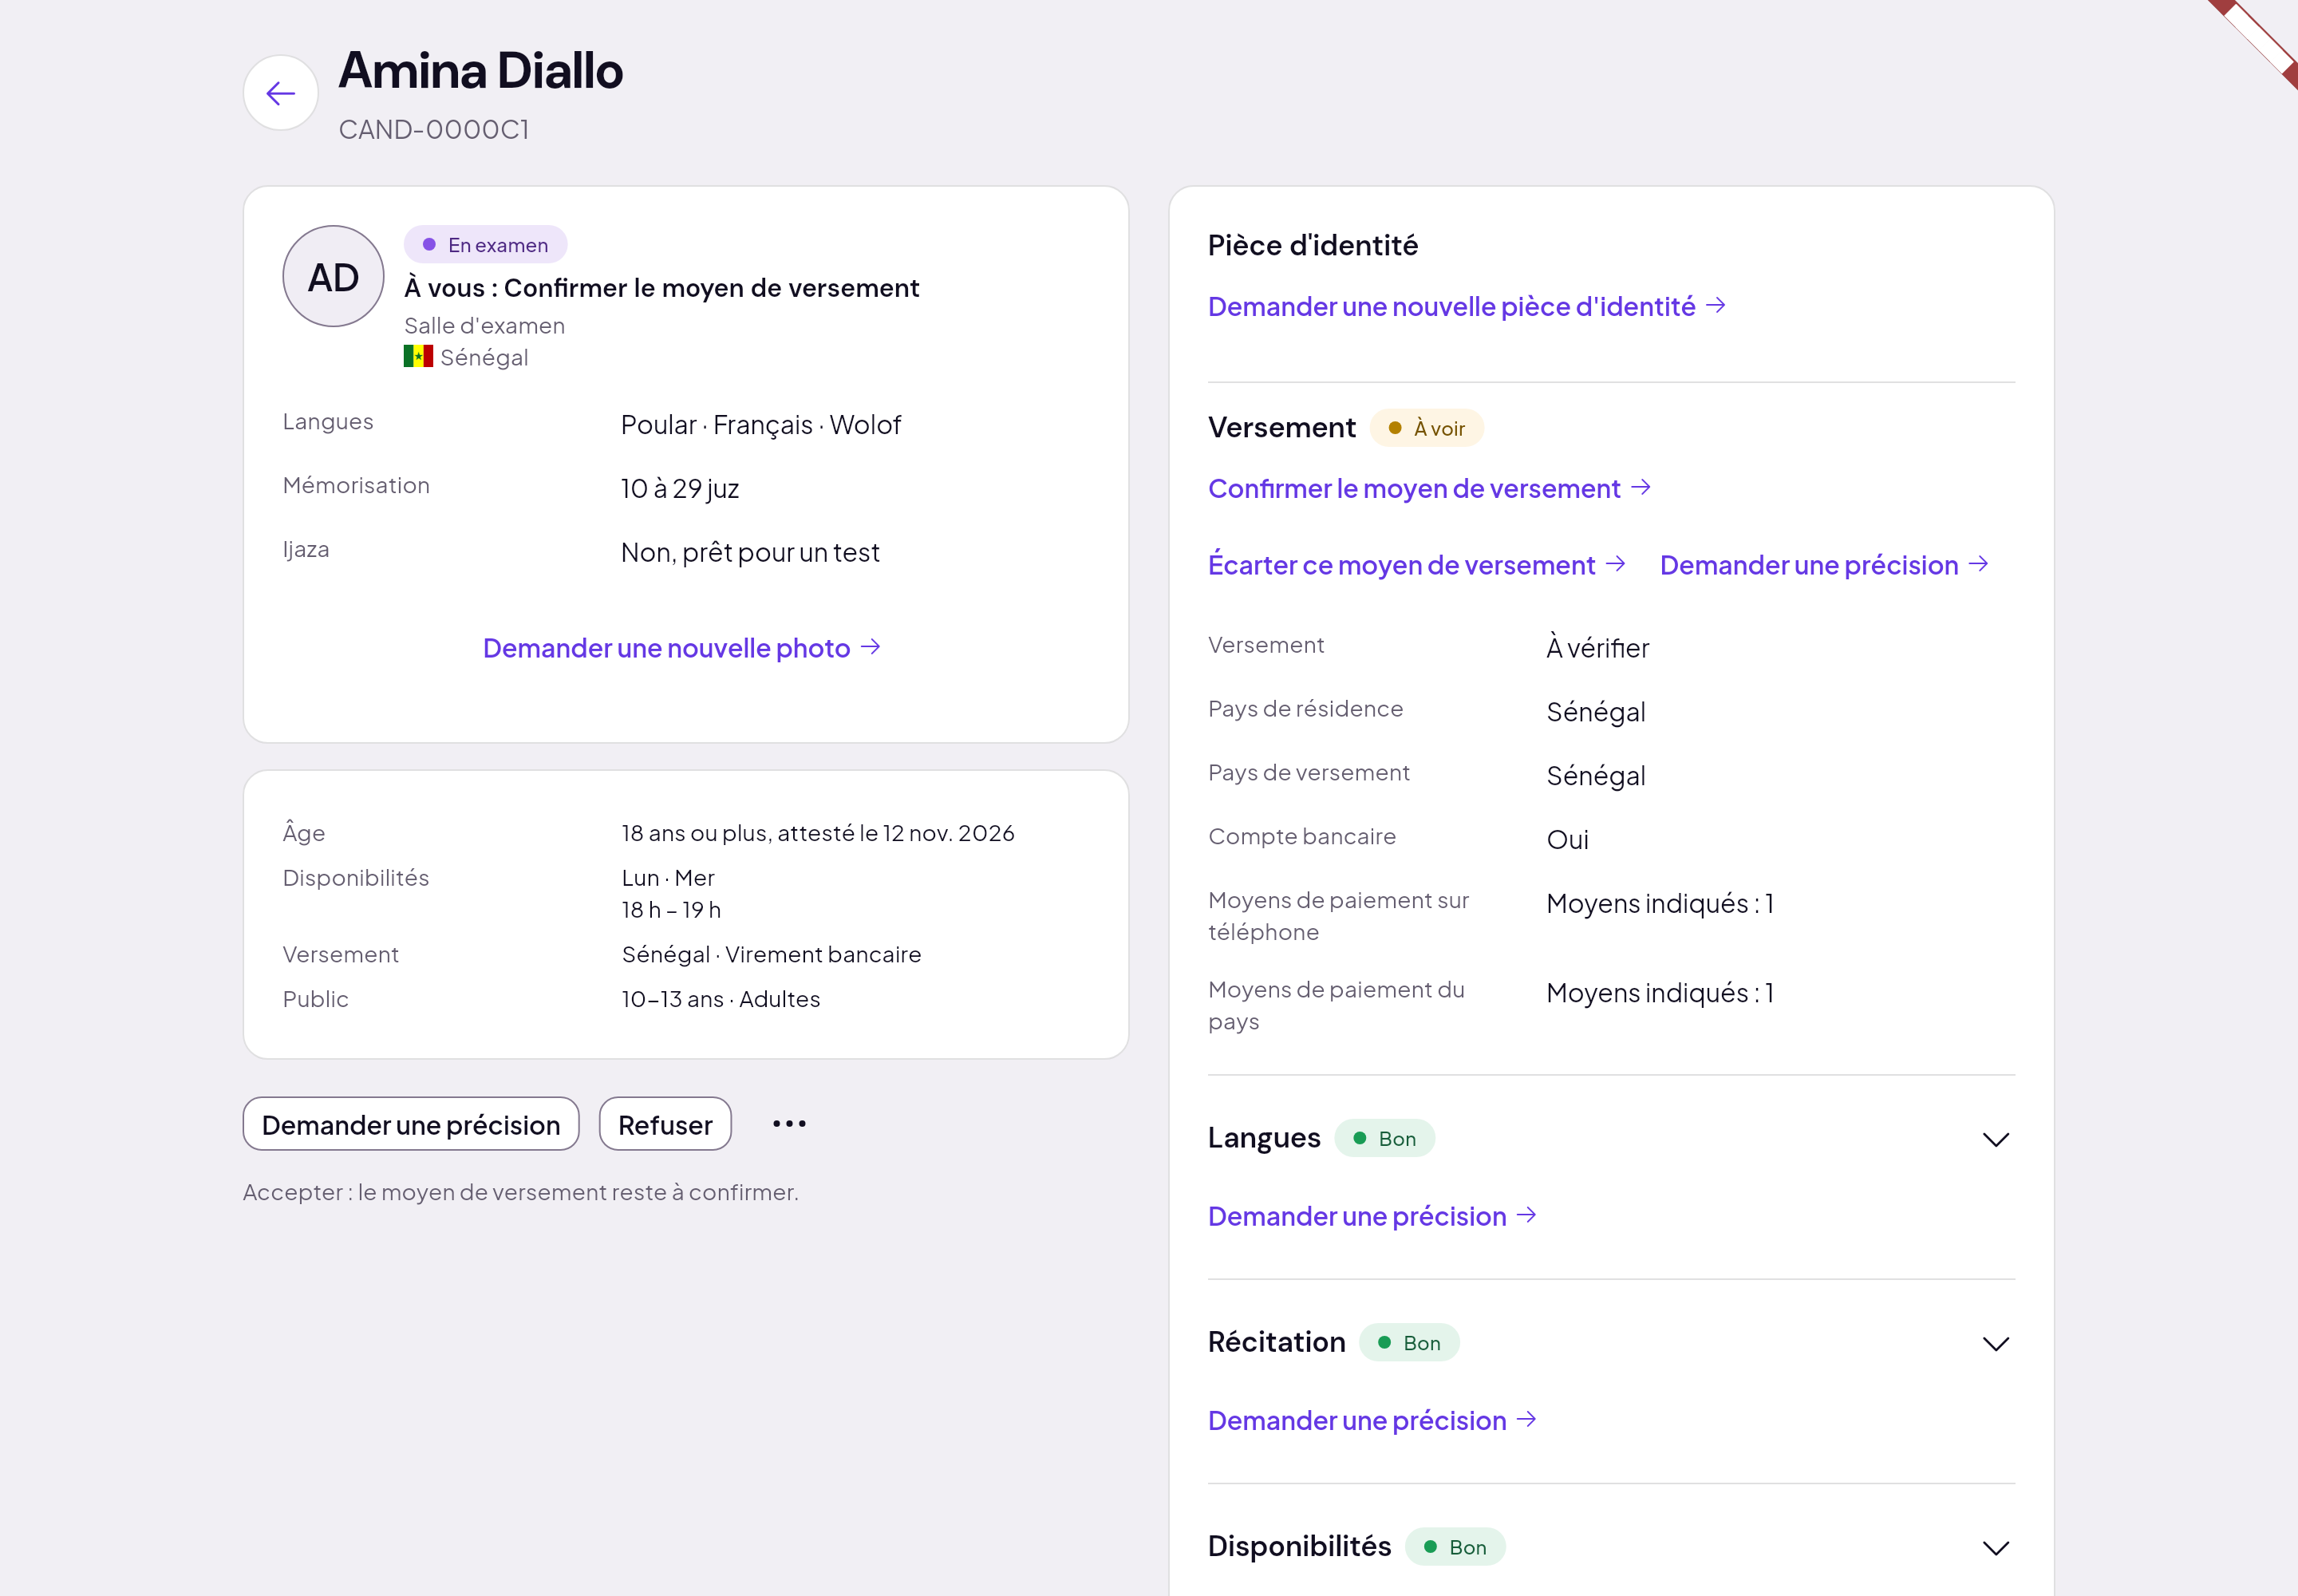 Amina Diallo
CAND-0000C1
AD
En examen
À vous : Confirmer le moyen de versement
Salle d'examen
Sénégal
Langues
Poular · Français · Wolof
Mémorisation
10 à 29 juz
Ijaza
Non, prêt pour un test
Demander une nouvelle photo
Âge
18 ans ou plus, attesté le 12 nov. 2026
Disponibilités
Lun · Mer
18 h – 19 h
Versement
Sénégal · Virement bancaire
Public
10–13 ans · Adultes
Demander une précision
Refuser
Accepter : le moyen de versement reste à confirmer.
Pièce d'identité
Demander une nouvelle pièce d'identité
Versement
À voir
Confirmer le moyen de versement
Écarter ce moyen de versement
Demander une précision
Versement
À vérifier
Pays de résidence
Sénégal
Pays de versement
Sénégal
Compte bancaire
Oui
Moyens de paiement sur
téléphone
Moyens indiqués : 1
Moyens de paiement du
pays
Moyens indiqués : 1
Langues
Bon
Demander une précision
Récitation
Bon
Demander une précision
Disponibilités
Bon